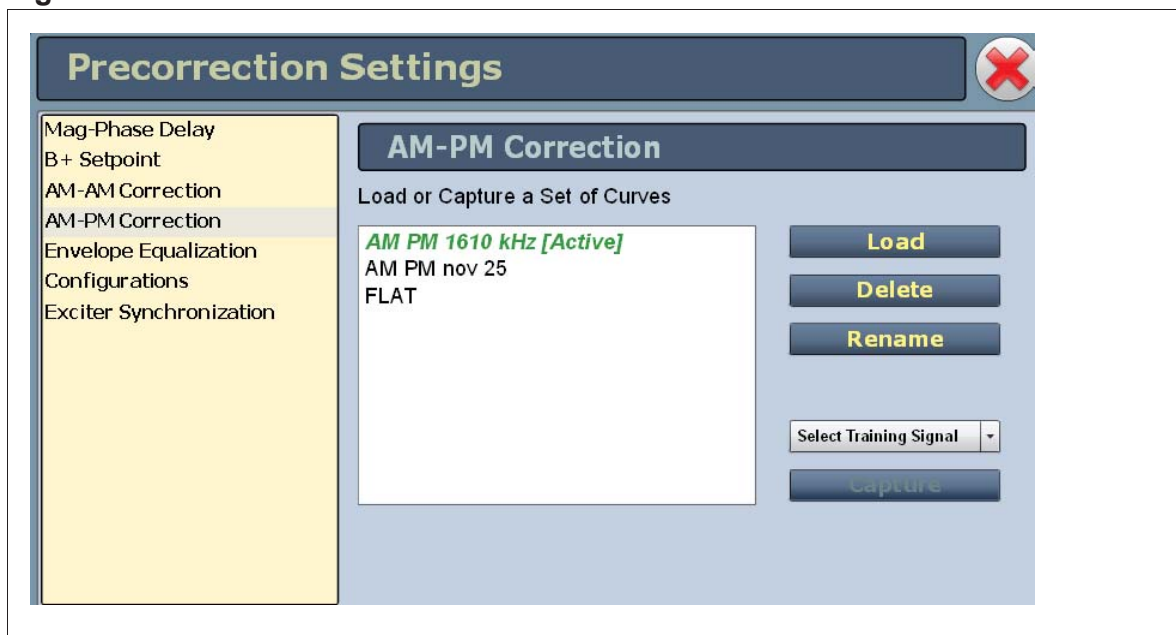 Precorrection Settings
Mag-Phase Delay
B+ Setpoint
AM-AM Correction
AM-PM Correction
Envelope Equalization
Configurations
Exciter Synchronization
AM-PM Correction
Load or Capture a Set of Curves
AM PM 1610 kHz [Active]
AM PM nov 25
FLAT
Load
Delete
Rename
Select Training Signal
Capture